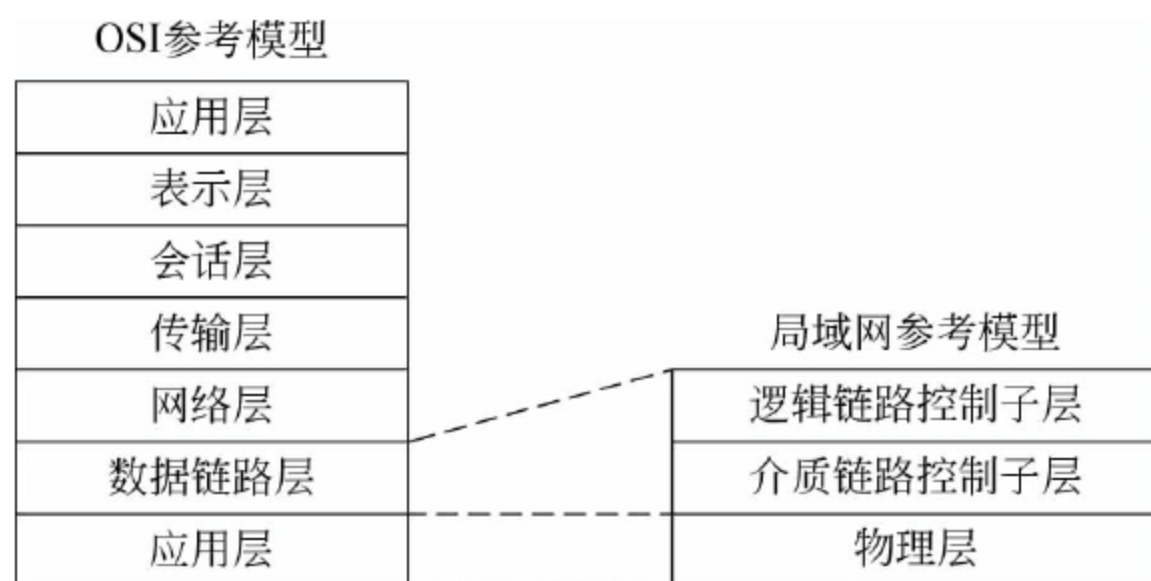 OSI参考模型
应用层
表示层
会话层
传输层
网络层
数据链路层
应用层
局域网参考模型
逻辑链路控制子层
介质链路控制子层
物理层